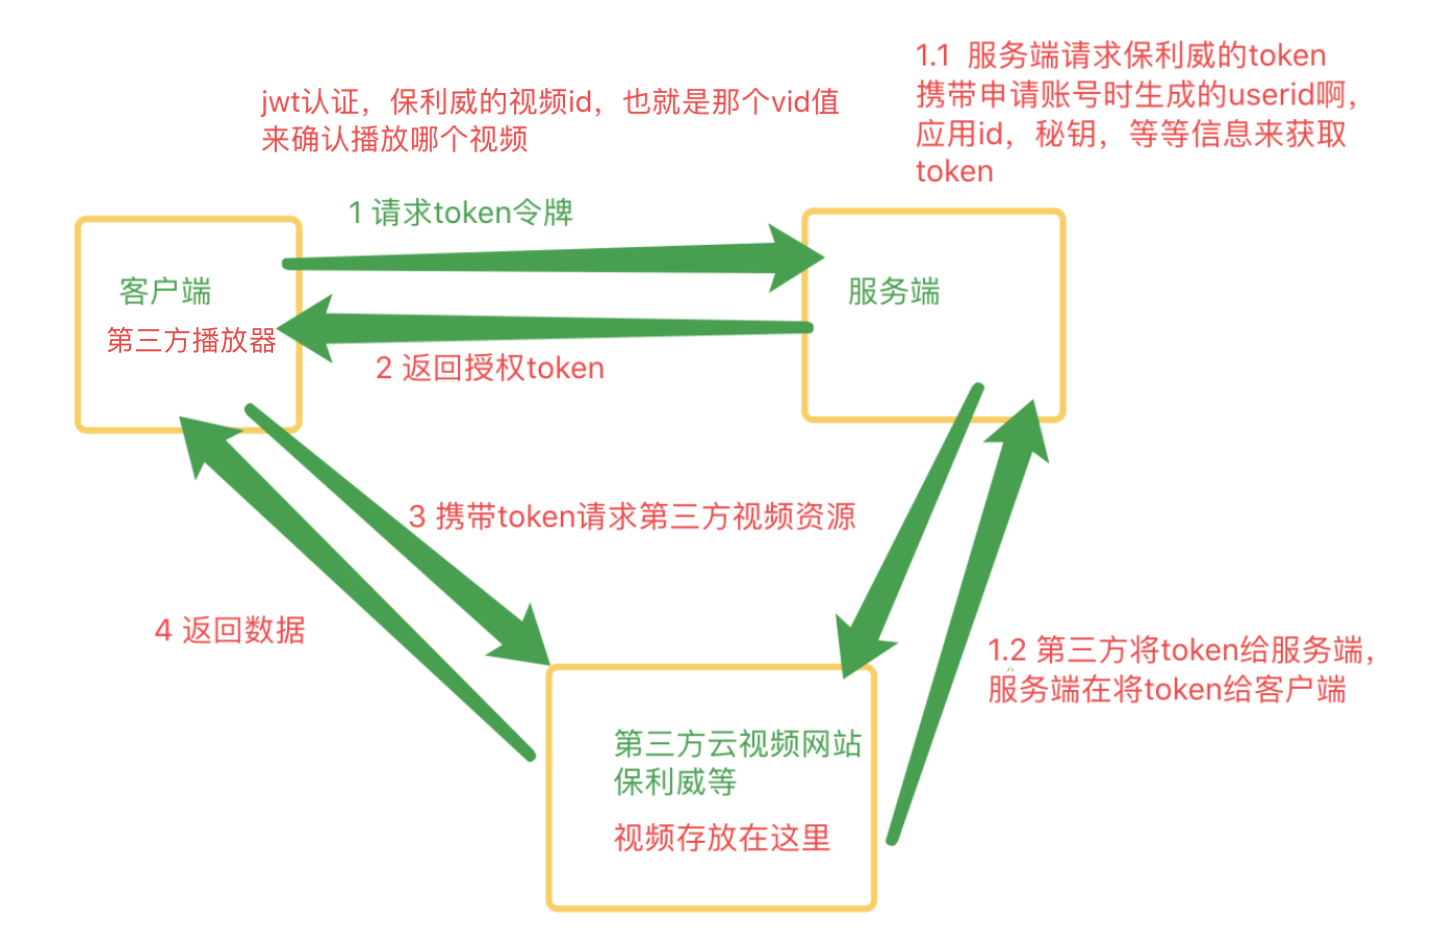 1.1 服务端请求保利威的token
携带申请账号时生成的userid啊,
应用id，秘钥，等等信息来获取
token
jwt认证，保利威的视频id，也就是那个vid值
来确认播放哪个视频
1 请求token令牌
客户端
第三方播放器
服务端
2 返回授权token
3 携带token请求第三方视频资源
4 返回数据
1.2 第三方将token给服务端,
服务端在将token给客户端
第三方云视频网站
保利威等
视频存放在这里